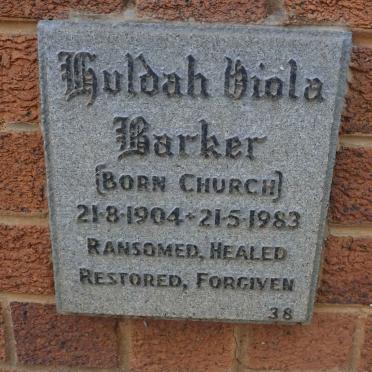 Huldah Viola
Barker
(BORN CHURCH)
21·8·1904 - 21·5·1983
RANSOMED, HEALED
RESTORED, FORGIVEN
38